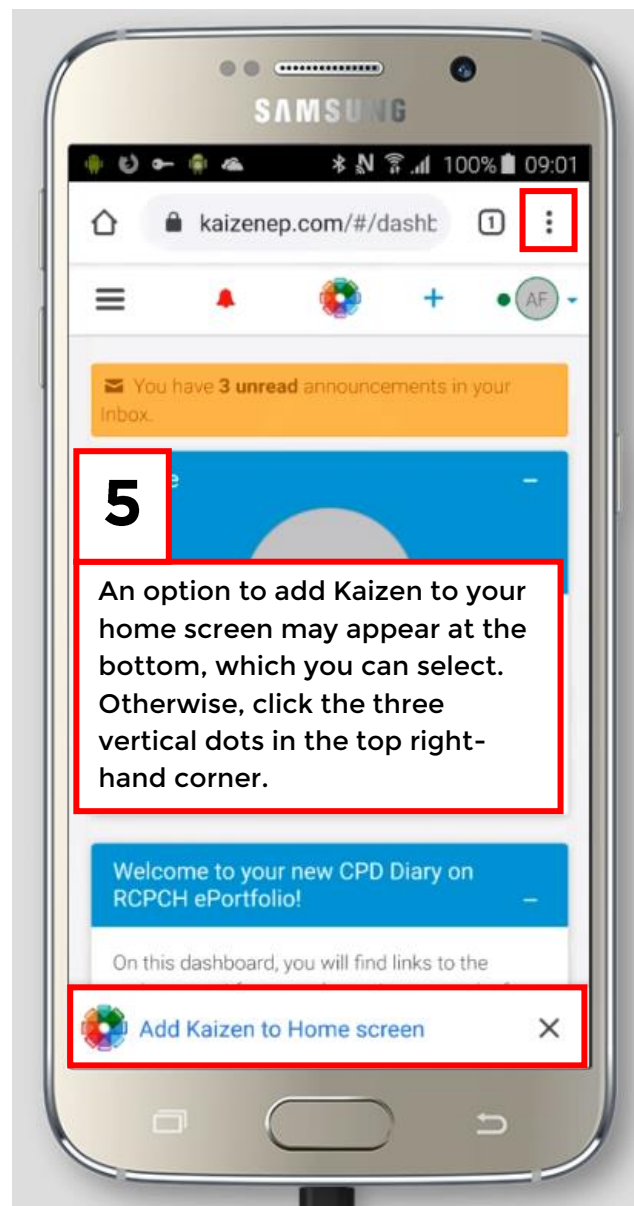 SAMSUNG
100% 09:01
kaizenep.com/#/dashb
1
AF
You have 3 unread announcements in your
Inbox.
5
An option to add Kaizen to your
home screen may appear at the
bottom, which you can select.
Otherwise, click the three
vertical dots in the top right-
hand corner.
Welcome to your new CPD Diary on
RCPCH ePortfolio!
On this dashboard, you will find links to the
Add Kaizen to Home screen